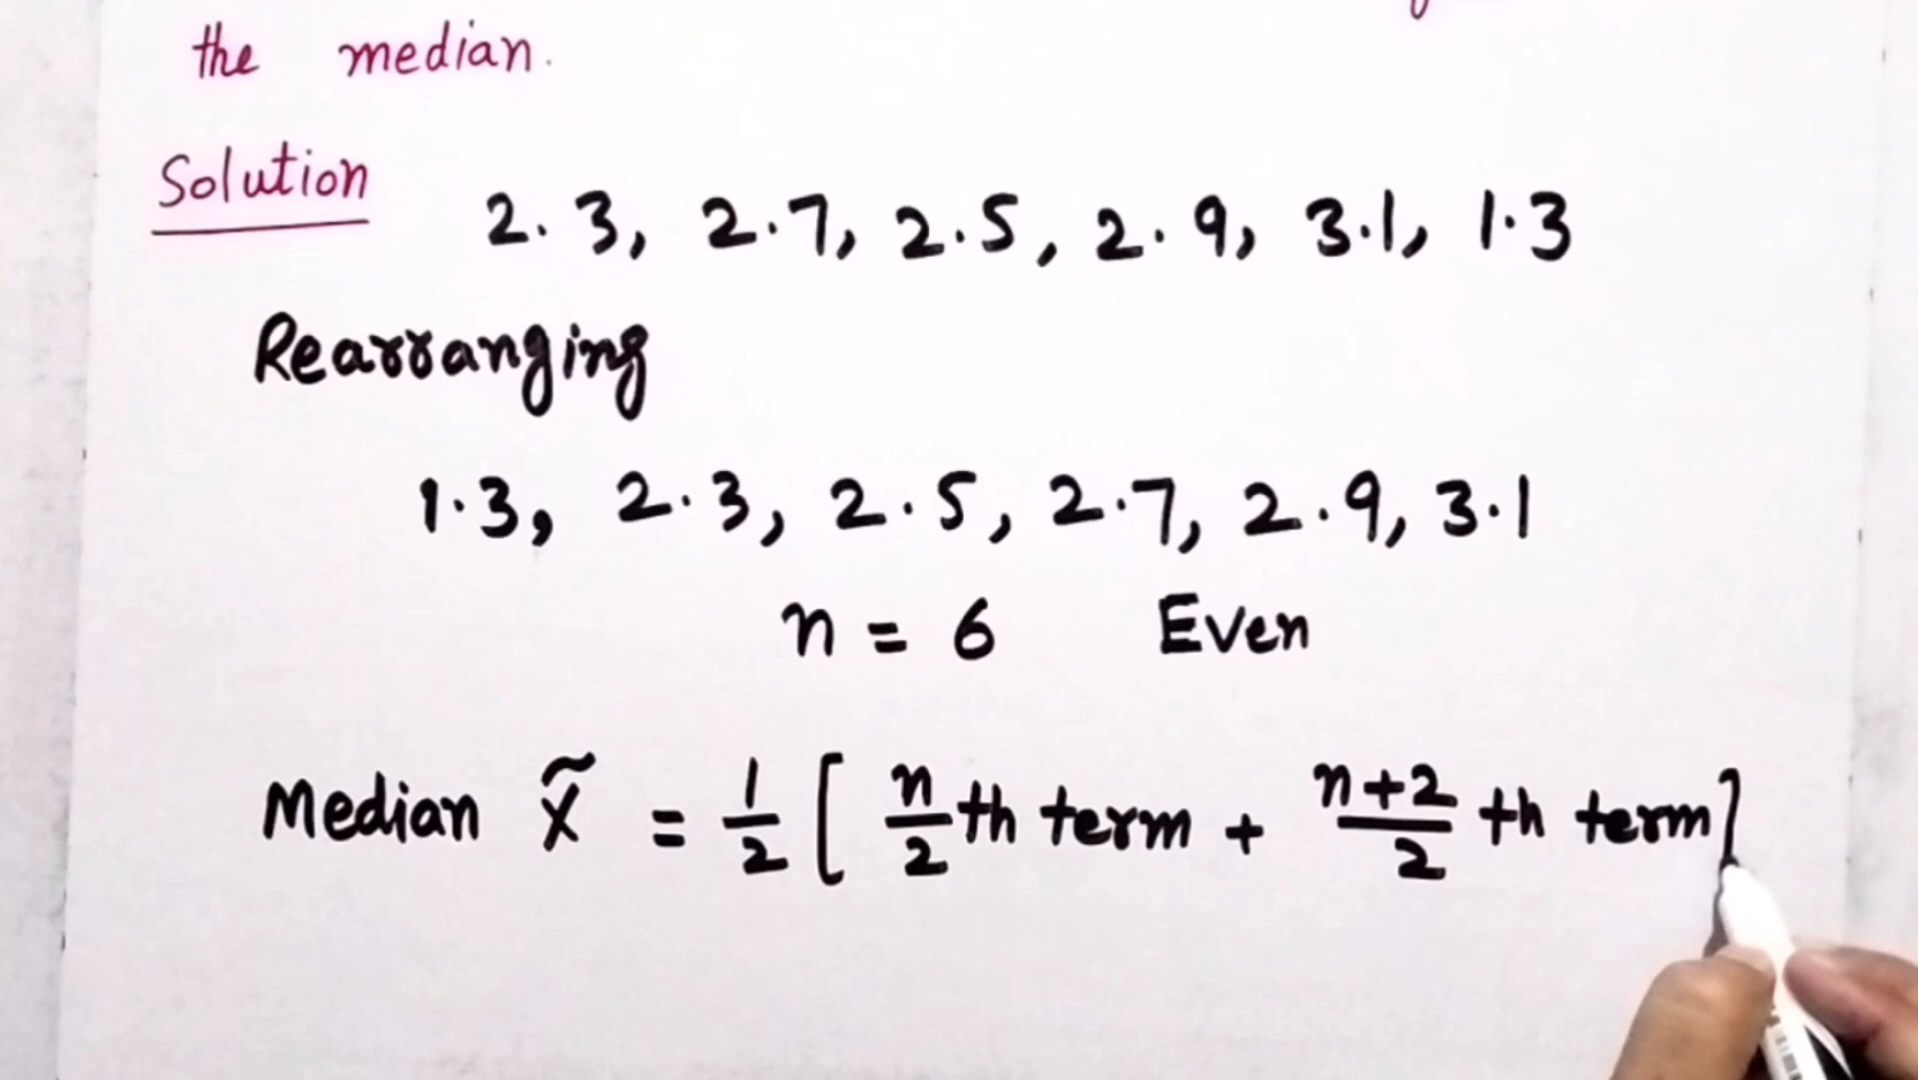 the median.
Solution
2.3, 2.7, 2.5, 2.9, 3.1, 1.3
Rearranging
1.3, 2.3, 2.5, 2.7, 2.9, 3.1
n = 6 Even
Median x̃ = 1/2 [ n/2 th term + n+2/2 th term ]